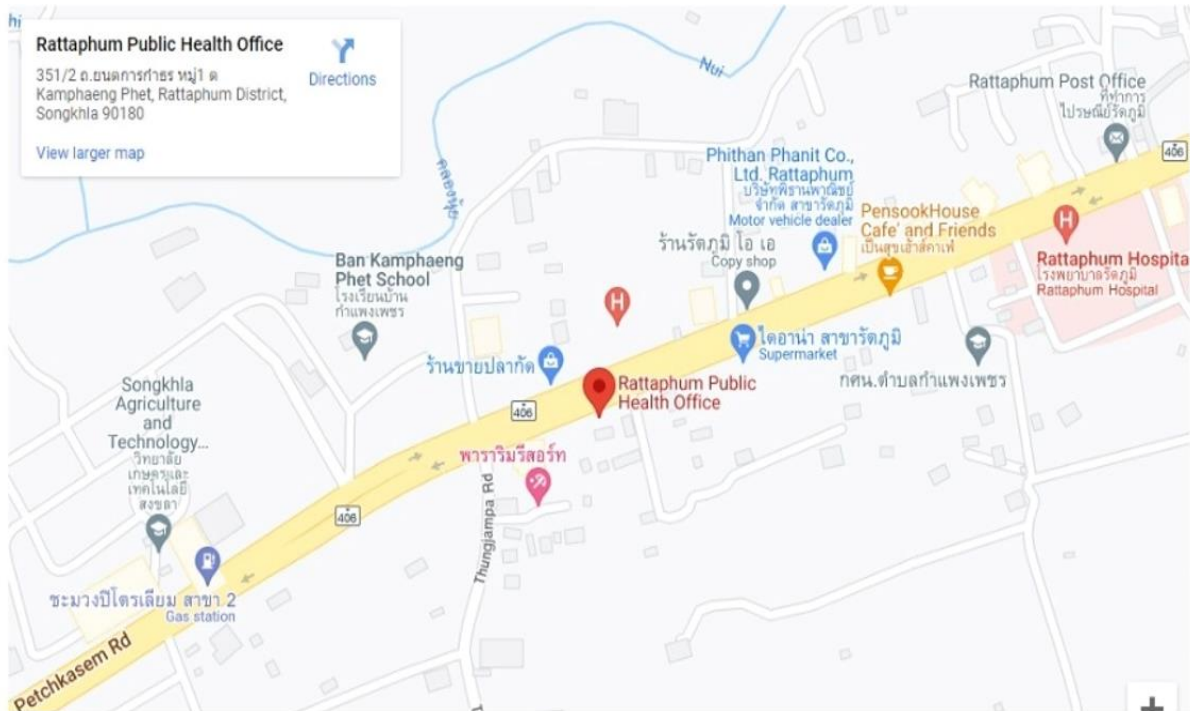 Rattaphum Public Health Office
351/2 ถ.ยนตการกำธร หมู่1 ต
Kamphaeng Phet, Rattaphum District,
Songkhla 90180
View larger map
Directions
hi
Nui
คลองนุ้ย
Rattaphum Post Office
ที่ทำการ
ไปรษณีย์รัตภูมิ
406
Phithan Phanit Co.,
Ltd. Rattaphum
บริษัทพิธานพาณิชย์
จำกัด สาขารัตภูมิ
Motor vehicle dealer
PensookHouse
Cafe' and Friends
เป็นสุขเฮ้าส์คาเฟ่
H
Rattaphum Hospita
โรงพยาบาลรัตภูมิ
Rattaphum Hospital
ร้านรัตภูมิ โอ เอ
Copy shop
Ban Kamphaeng
Phet School
โรงเรียนบ้าน
กำแพงเพชร
H
ไดอาน่า สาขารัตภูมิ
Supermarket
ร้านขายปลากัด
กศน.ตำบลกำแพงเพชร
Rattaphum Public
Health Office
406
Songkhla
Agriculture
and
Technology...
วิทยาลัย
เกษตรและ
เทคโนโลยี
สงขลา
พาราริมรีสอร์ท
406
Thungjampa Rd
ชะมวงปิโตรเลียม สาขา 2
Gas station
Petchkasem Rd
+